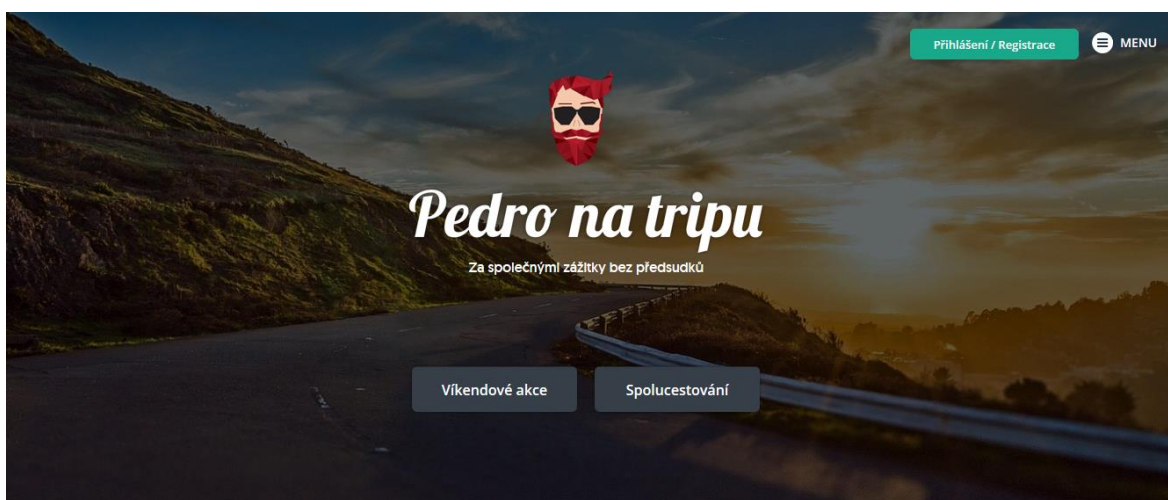 Přihlášení / Registrace
MENU
Pedro na tripu
Za společnými zážitky bez předsudků
Víkendové akce
Spolucestování